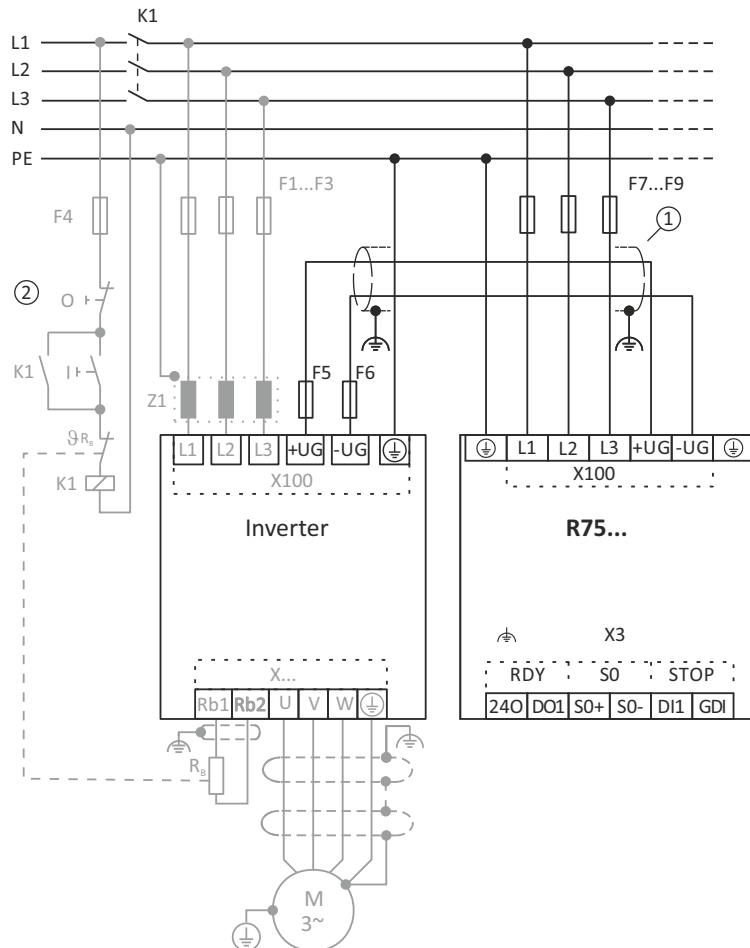 K1
L1
L2
L3
N
PE
F1...F3
F7...F9
F4
1
2
O
F5
F6
K1
I
Z1
ϑRB
L1 L2 L3 +UG -UG
L1 L2 L3 +UG -UG
K1
X100
X100
Inverter
R75...
X3
X...
RDY S0 STOP
Rb1 Rb2 U V W
24O DO1 S0+ S0- DI1 GDI
RB
M
3~